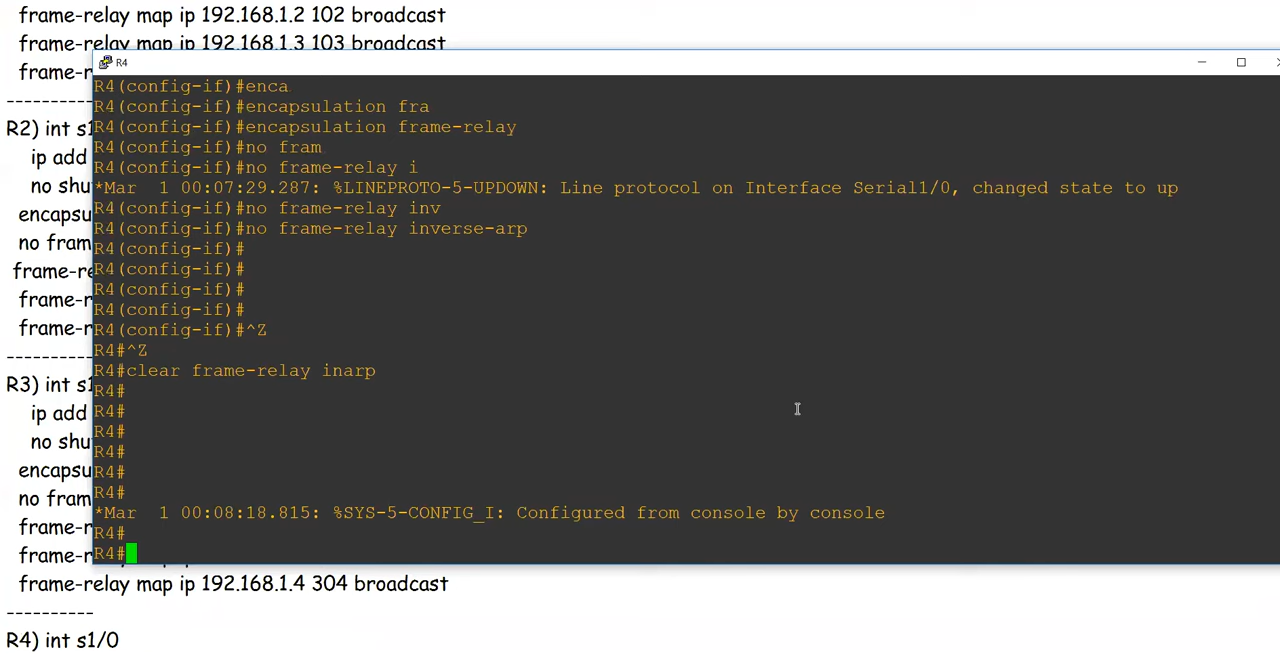 frame-relay map ip 192.168.1.2 102 broadcast
frame-relay map ip 192.168.1.3 103 broadcast
frame-r
R4
R4(config-if)#enca
R4(config-if)#encapsulation fra
----------
R4(config-if)#encapsulation frame-relay
R2) int s1
R4(config-if)#no fram
ip add
R4(config-if)#no frame-relay i
no shu
*Mar  1 00:07:29.287: %LINEPROTO-5-UPDOWN: Line protocol on Interface Serial1/0, changed state to up
encapsu
R4(config-if)#no frame-relay inv
R4(config-if)#no frame-relay inverse-arp
no fram
R4(config-if)#
frame-re
R4(config-if)#
R4(config-if)#
frame-r
R4(config-if)#
frame-r
R4(config-if)#^Z
R4#^Z
----------
R4#clear frame-relay inarp
R3) int s1
R4#
ip add
R4#
R4#
no shu
R4#
encapsu
R4#
no fram
R4#
frame-r
*Mar  1 00:08:18.815: %SYS-5-CONFIG_I: Configured from console by console
R4#
frame-r
R4#
frame-relay map ip 192.168.1.4 304 broadcast
----------
R4) int s1/0